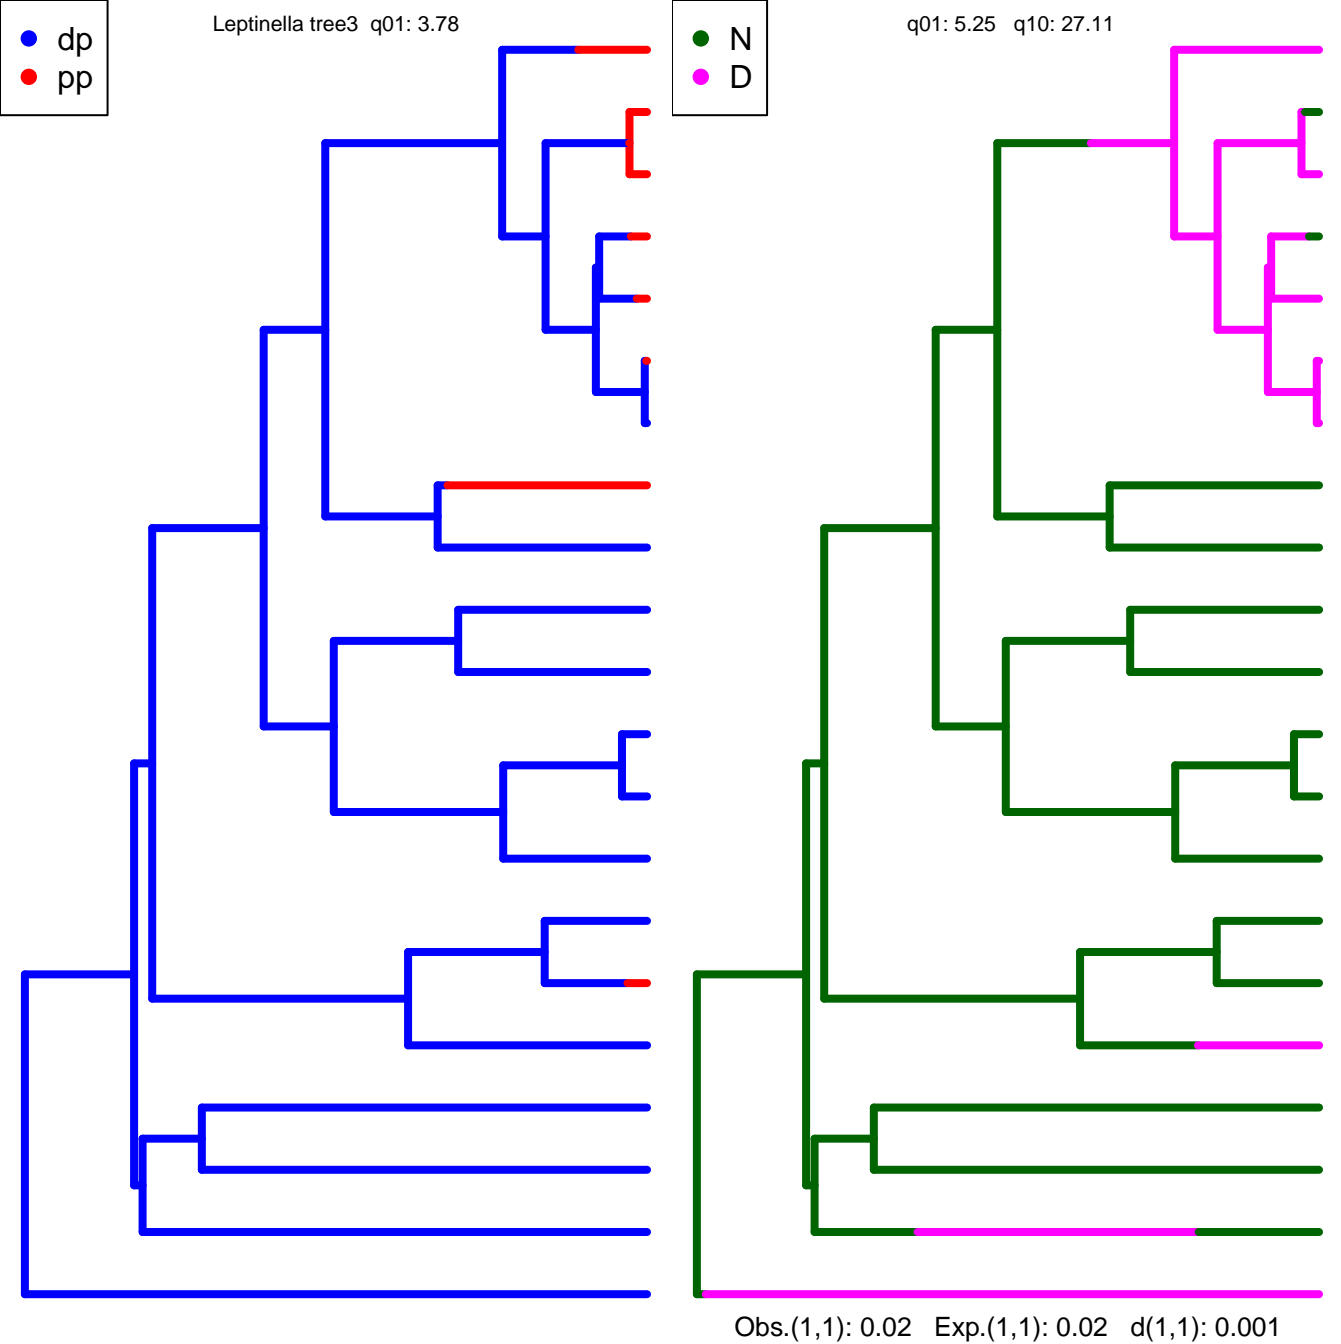 Leptinella tree3  q01: 3.78
dp
pp
q01: 5.25   q10: 27.11
N
D
Obs.(1,1): 0.02   Exp.(1,1): 0.02   d(1,1): 0.001